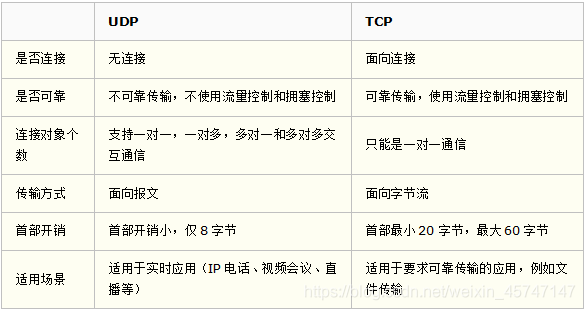 UDP TCP
是否连接 无连接 面向连接
是否可靠 不可靠传输，不使用流量控制和拥塞控制 可靠传输，使用流量控制和拥塞控制
连接对象个数 支持一对一，一对多，多对一和多对多交互通信 只能是一对一通信
传输方式 面向报文 面向字节流
首部开销 首部开销小，仅8字节 首部最小20字节，最大60字节
适用场景 适用于实时应用（IP电话、视频会议、直播等） 适用于要求可靠传输的应用，例如文件传输
https://blog.csdn.net/weixin_45747147